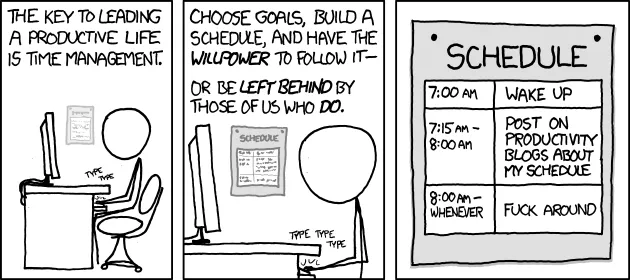 THE KEY TO LEADING
A PRODUCTIVE LIFE
IS TIME MANAGEMENT.
TYPE
TYPE
CHOOSE GOALS, BUILD A
SCHEDULE, AND HAVE THE
WILLPOWER TO FOLLOW IT—
OR BE LEFT BEHIND BY
THOSE OF US WHO DO.
SCHEDULE
TYPE TYPE
TYPE
SCHEDULE
7:00 AM WAKE UP
7:15 AM –
8:00 AM
POST ON
PRODUCTIVITY
BLOGS ABOUT
MY SCHEDULE
8:00 AM –
WHENEVER
FUCK AROUND